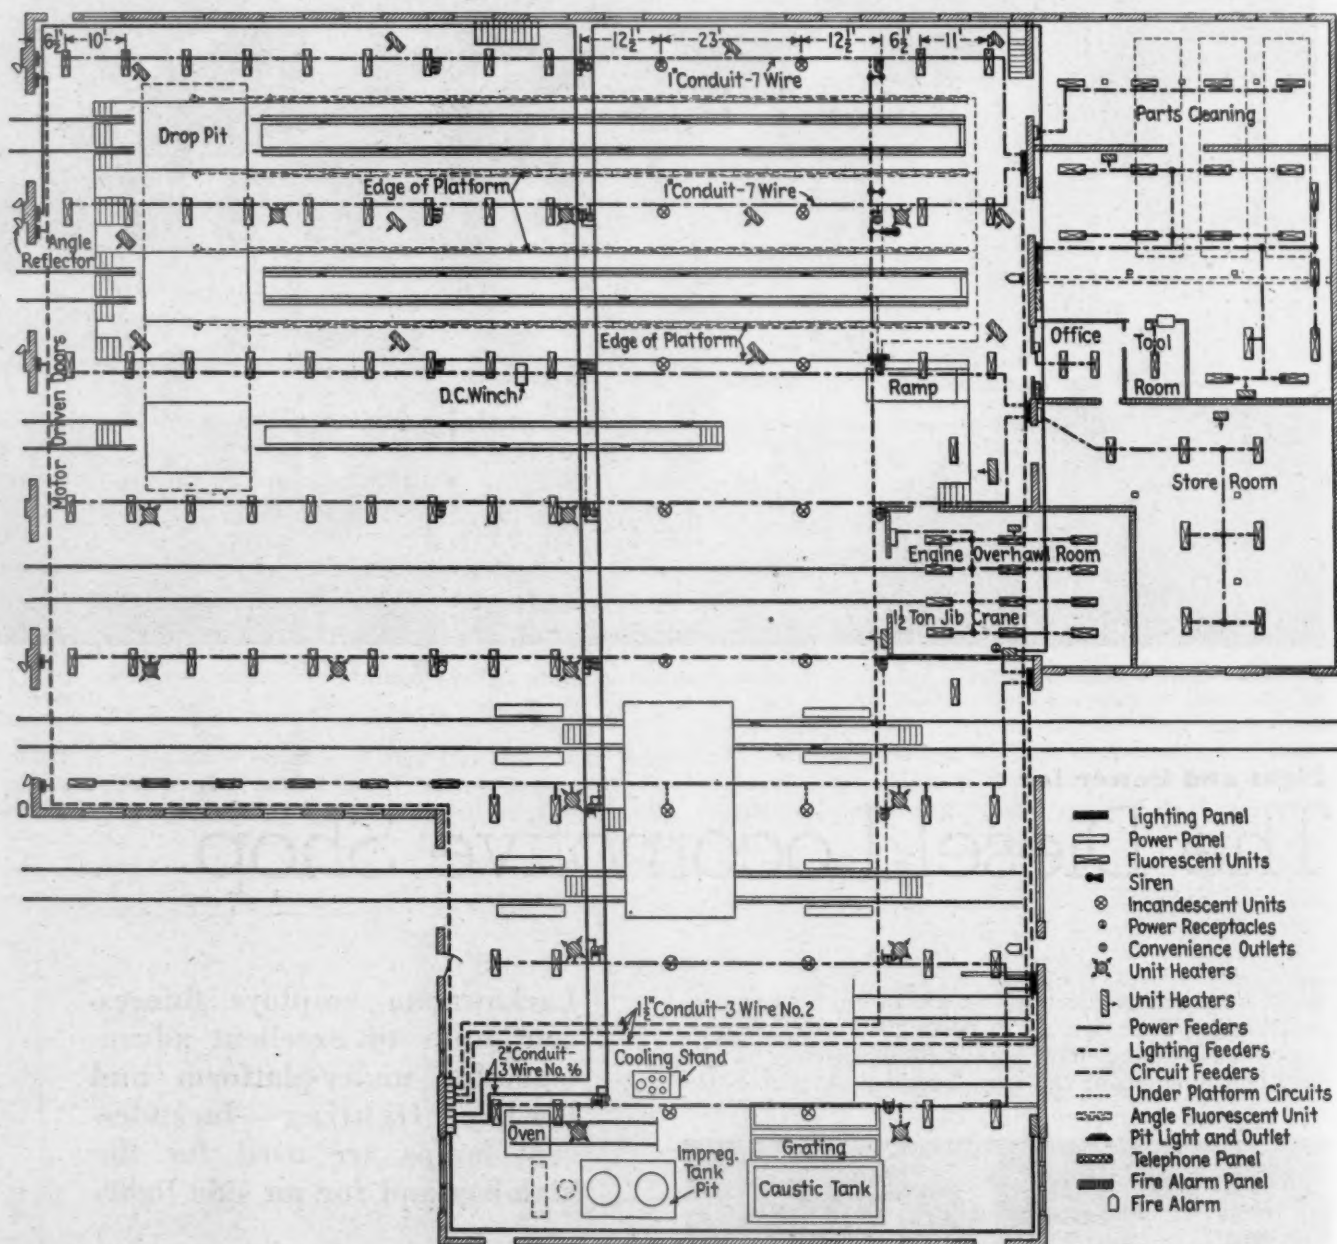 6½' 10' 12½' 23' 12½' 6½' 11'
1" Conduit-7 Wire
Parts Cleaning
Drop Pit
Edge of Platform
1" Conduit-7 Wire
Angle
Reflector
Motor Driven Doors
Edge of Platform
Office
Tool
Room
D.C. Winch
Ramp
Store Room
Engine Overhawl Room
1½ Ton Jib Crane
Lighting Panel
Power Panel
Fluorescent Units
Siren
Incandescent Units
Power Receptacles
Convenience Outlets
Unit Heaters
Unit Heaters
Power Feeders
Lighting Feeders
Circuit Feeders
Under Platform Circuits
Angle Fluorescent Unit
Pit Light and Outlet
Telephone Panel
Fire Alarm Panel
Fire Alarm
1½" Conduit-3 Wire No. 2
2" Conduit-
3 Wire No. 2/0
Cooling Stand
Oven
Impreg.
Tank
Pit
Grating
Caustic Tank